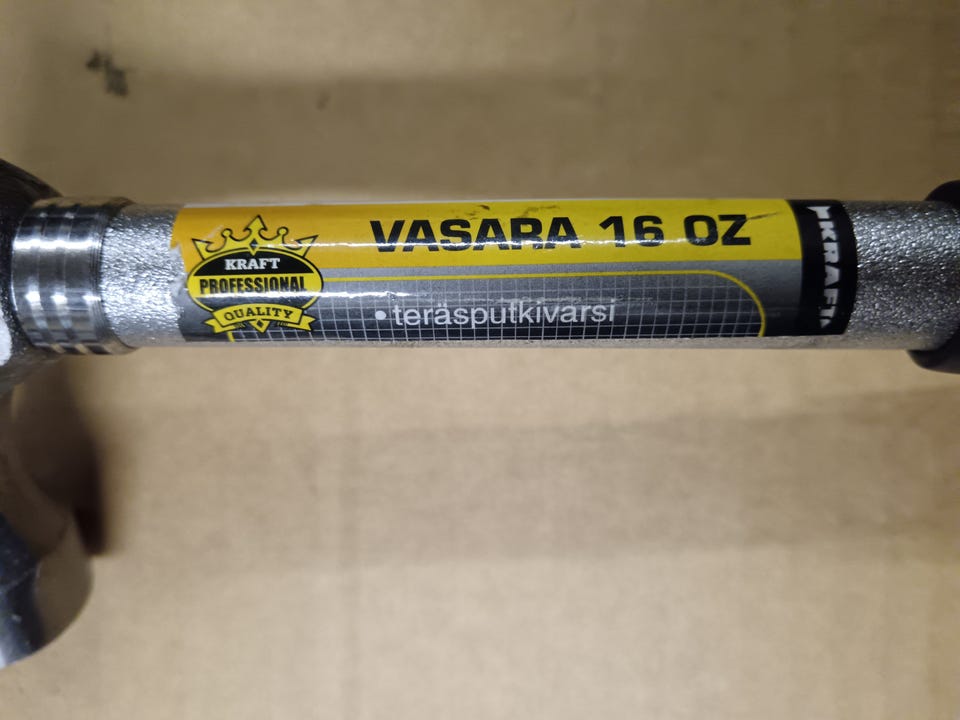 VASARA 16 OZ
KRAFT
PROFESSIONAL
QUALITY
• teräsputkivarsi
KRAFT